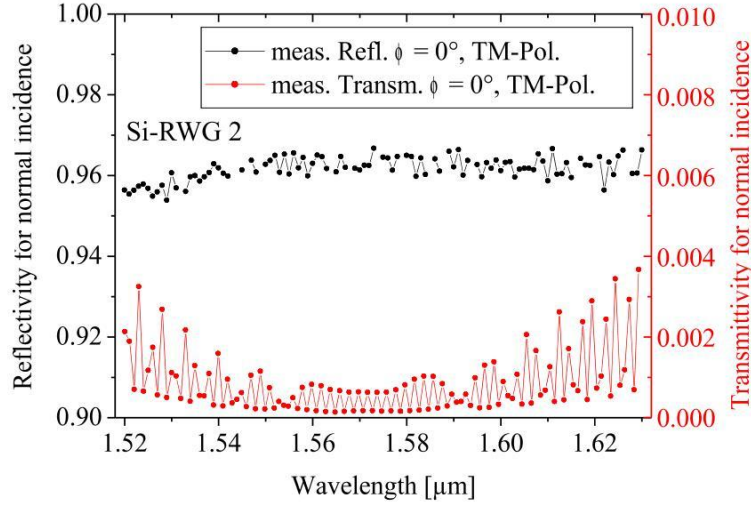 1.00
0.98
0.96
0.94
0.92
0.90
Reflectivity for normal incidence
meas. Refl. ϕ = 0°, TM-Pol.
meas. Transm. ϕ = 0°, TM-Pol.
Si-RWG 2
0.010
0.008
0.006
0.004
0.002
0.000
Transmittivity for normal incidence
1.52 1.54 1.56 1.58 1.60 1.62
Wavelength [µm]